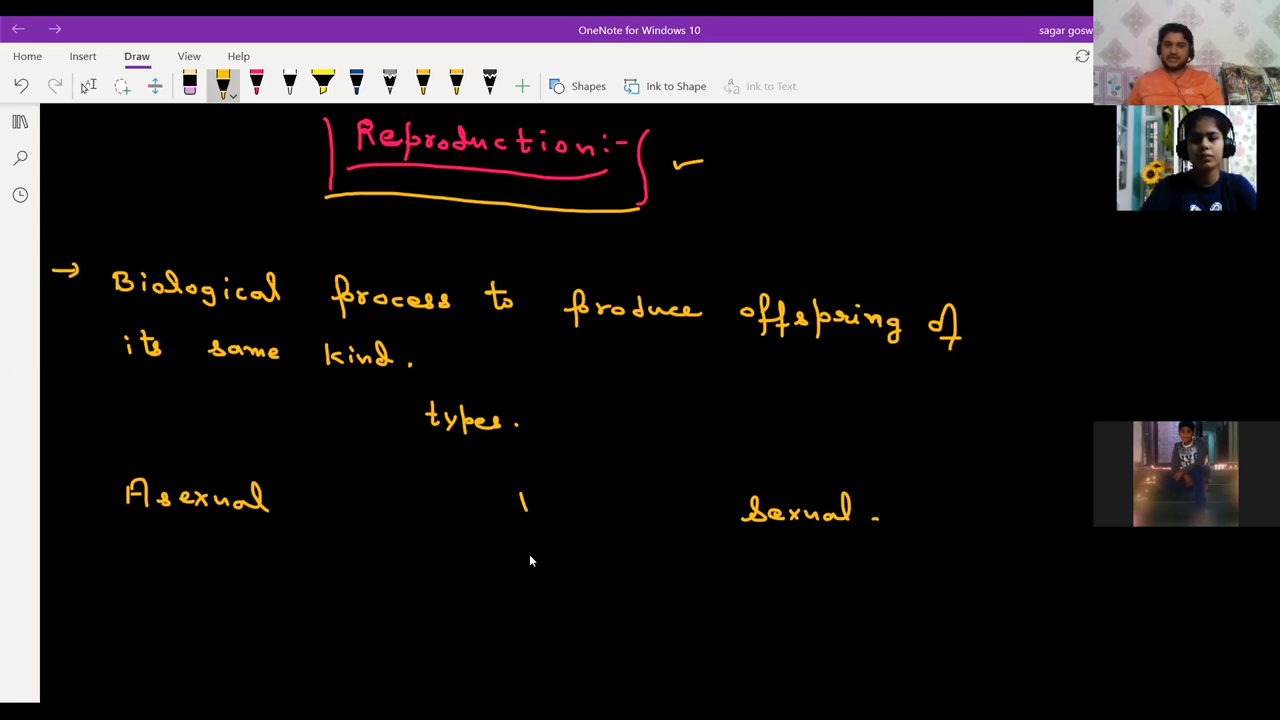 OneNote for Windows 10
sagar gosw
Home Insert Draw View Help
Shapes Ink to Shape Ink to Text
Reproduction:-
→ Biological process to produce offspring of
its same kind.
types.
Asexual sexual.